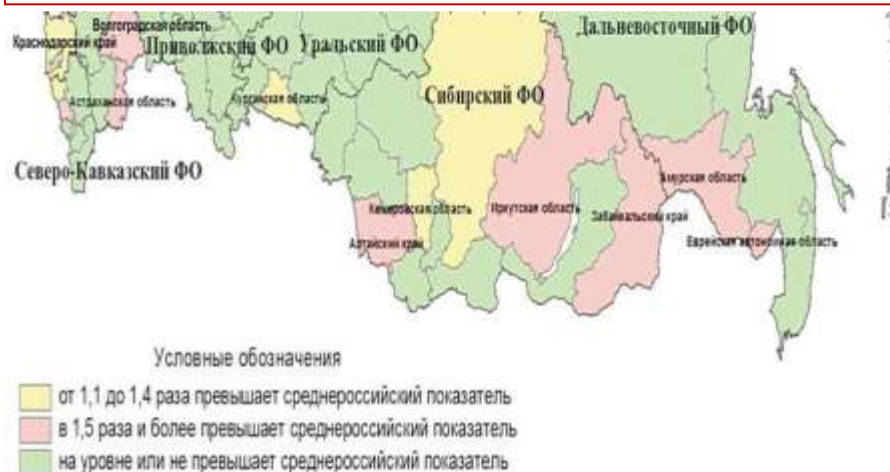 Волгоградская область
Дальневосточный ФО
Краснодарский край
Приволжский ФО
Уральский ФО
Сибирский ФО
Астраханская область
Курганская область
Северо-Кавказский ФО
Амурская область
Кемеровская область
Иркутская область
Забайкальский край
Алтайский край
Еврейская автономная область
Условные обозначения
от 1,1 до 1,4 раза превышает среднероссийский показатель
в 1,5 раза и более превышает среднероссийский показатель
на уровне или не превышает среднероссийский показатель